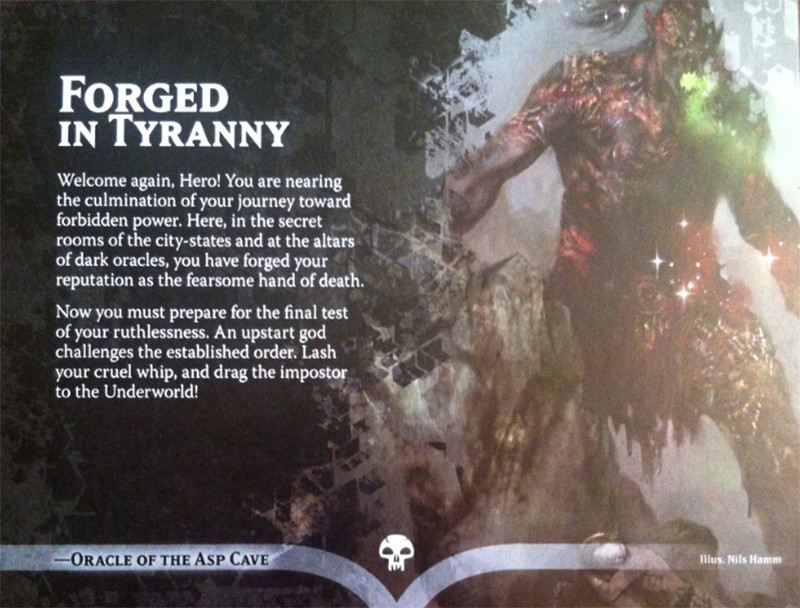 FORGED
IN TYRANNY
Welcome again, Hero! You are nearing
the culmination of your journey toward
forbidden power. Here, in the secret
rooms of the city-states and at the altars
of dark oracles, you have forged your
reputation as the fearsome hand of death.
Now you must prepare for the final test
of your ruthlessness. An upstart god
challenges the established order. Lash
your cruel whip, and drag the impostor
to the Underworld!
—ORACLE OF THE ASP CAVE
Illus. Nils Hamm